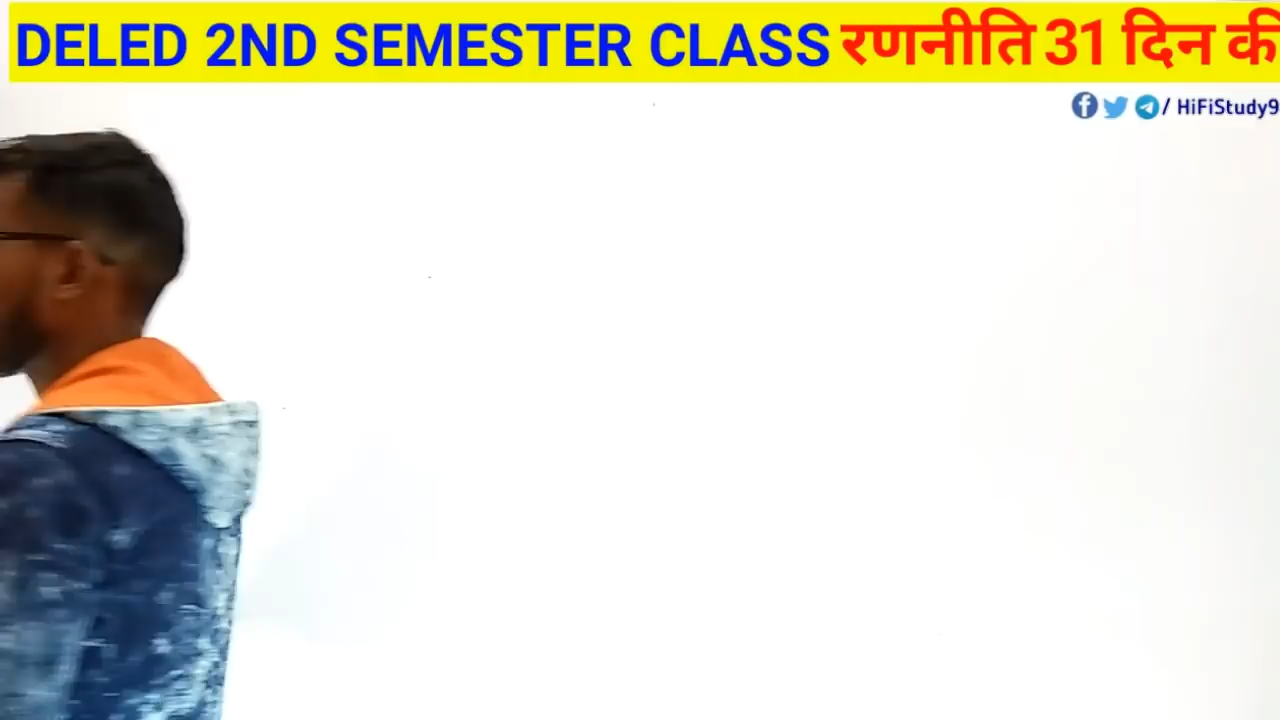 DELED 2ND SEMESTER CLASS रणनीति 31 दिन की
/ HiFiStudy9